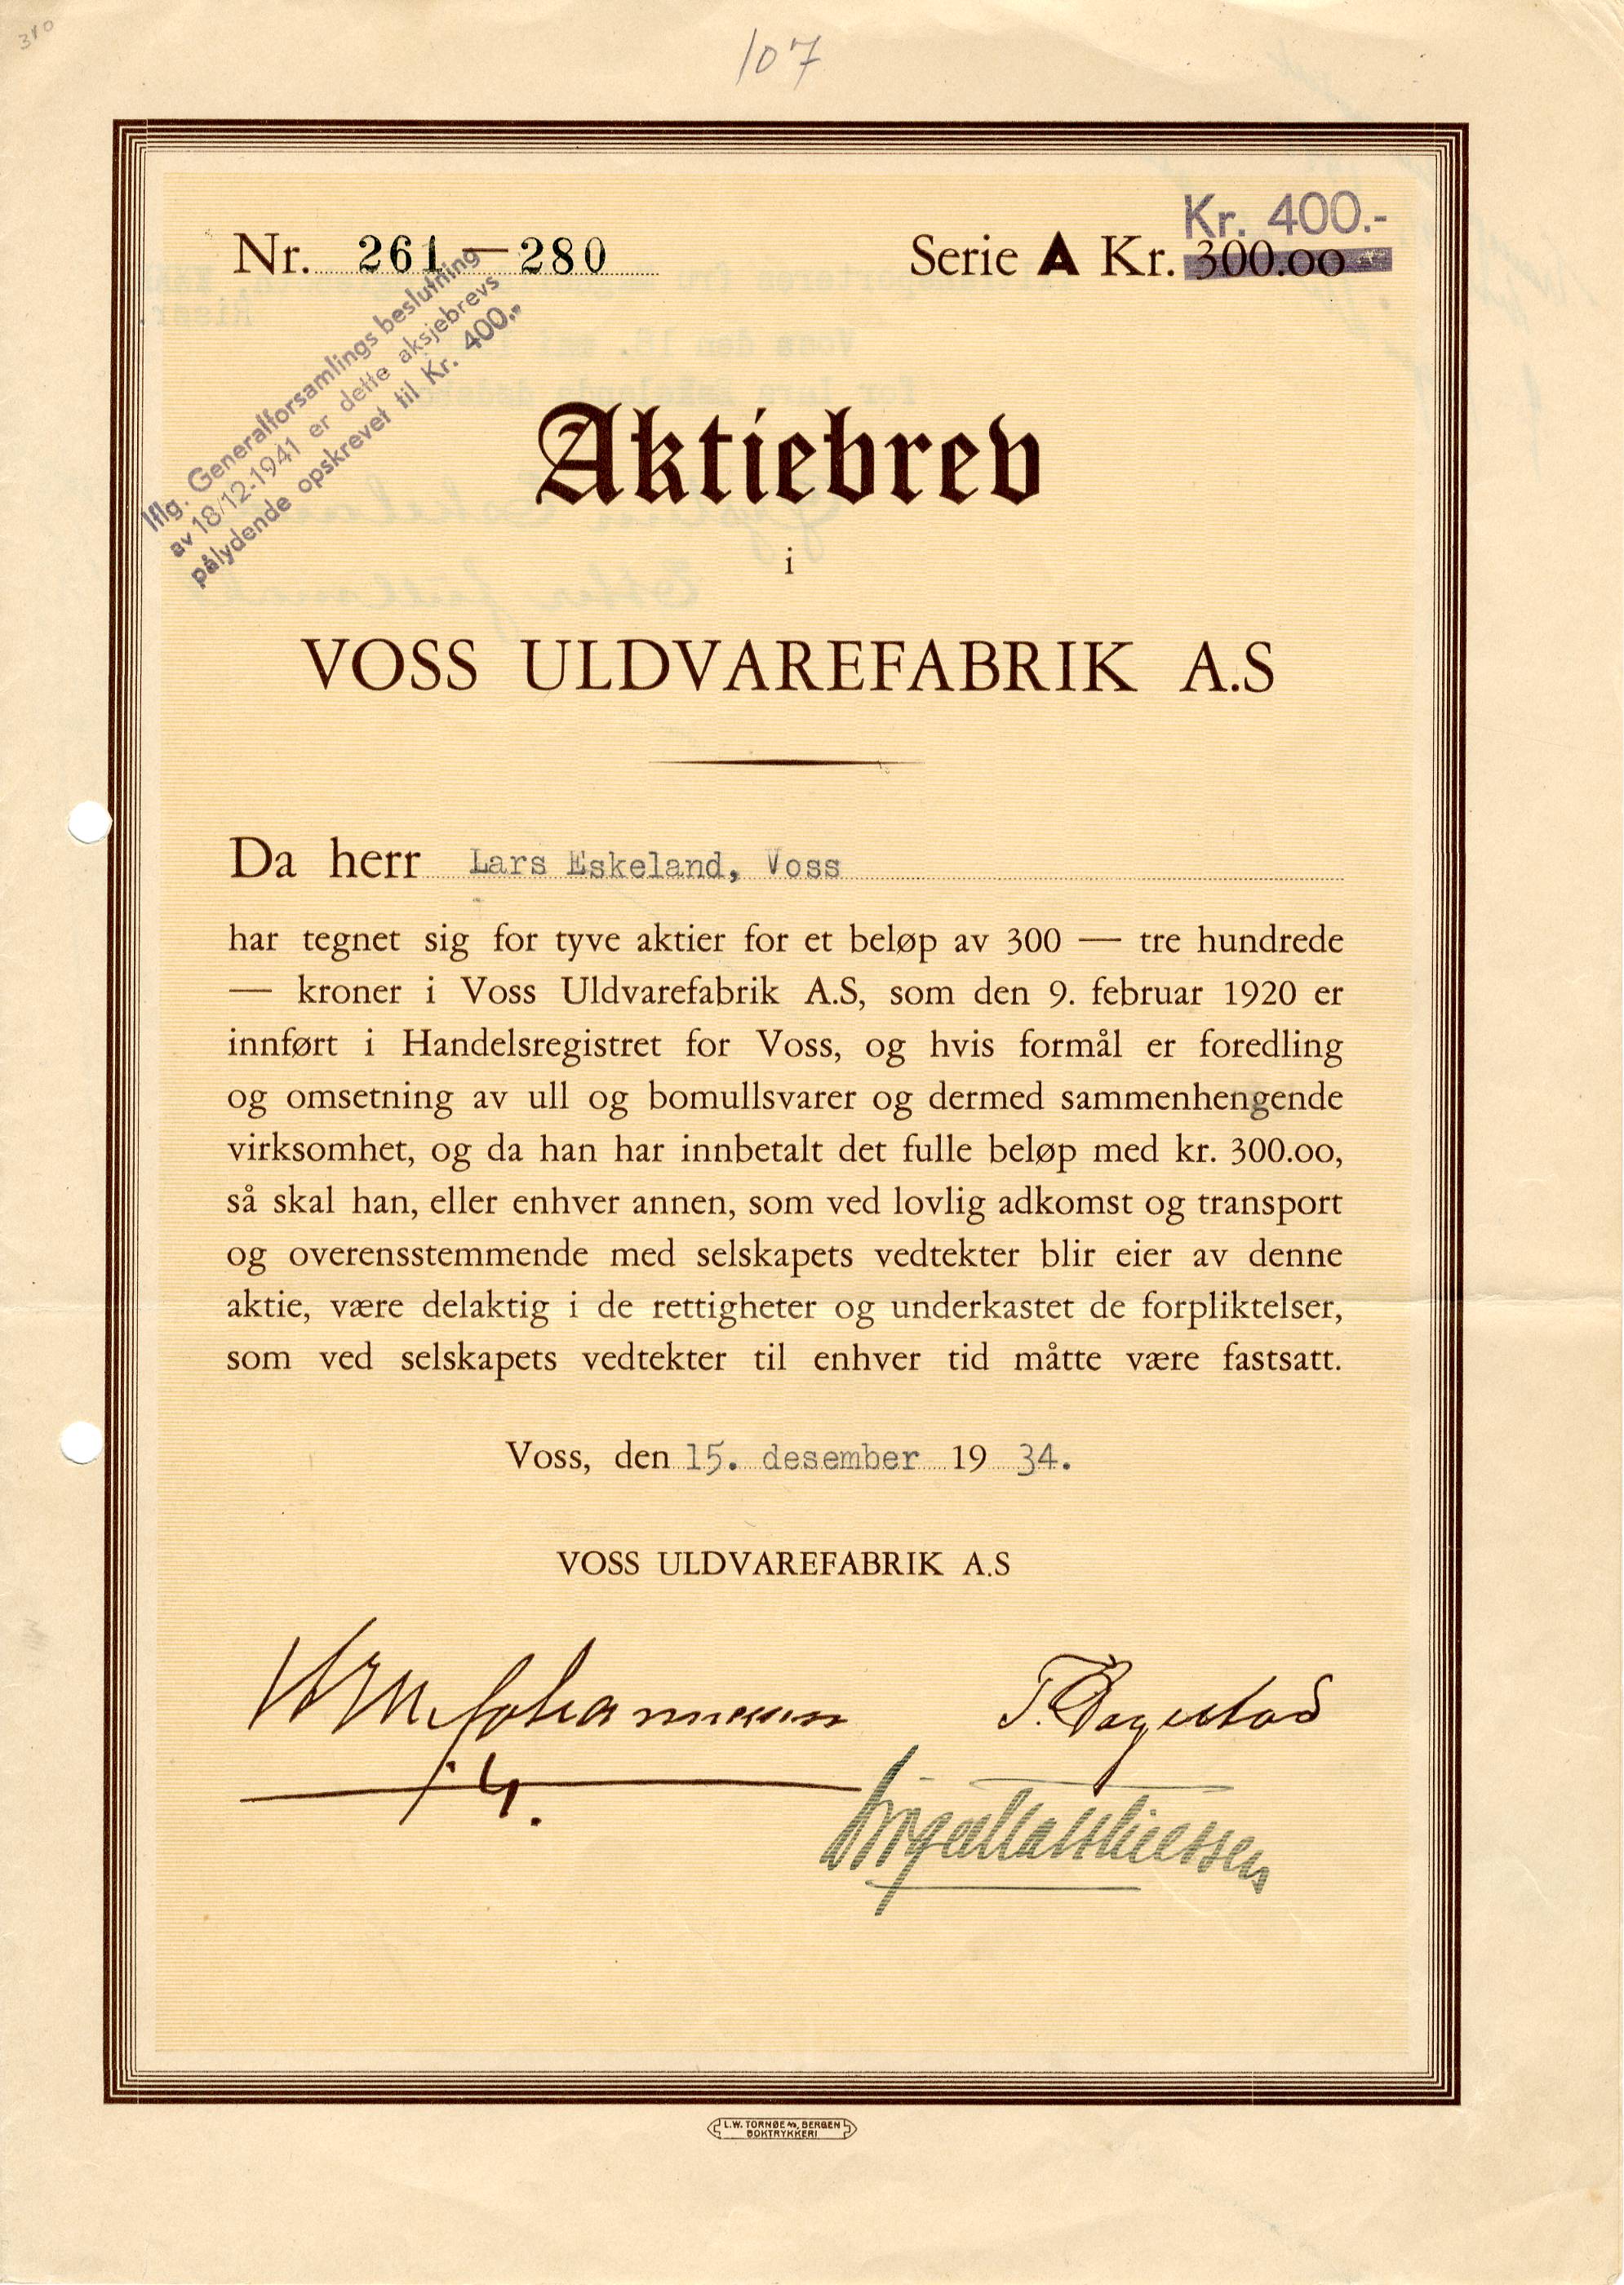 310
107
Nr. 261 — 280
Serie A Kr. 300.00
Kr. 400.-
Iflg. Generalforsamlings beslutning
av 18/12-1941 er dette aksjebrevs
pålydende opskrevet til Kr. 400,-
Aktiebrev
i
VOSS ULDVAREFABRIK A.S
Da herr Lars Eskeland, Voss
har tegnet sig for tyve aktier for et beløp av 300 — tre hundrede
— kroner i Voss Uldvarefabrik A.S, som den 9. februar 1920 er
innført i Handelsregistret for Voss, og hvis formål er foredling
og omsetning av ull og bomullsvarer og dermed sammenhengende
virksomhet, og da han har innbetalt det fulle beløp med kr. 300.00,
så skal han, eller enhver annen, som ved lovlig adkomst og transport
og overensstemmende med selskapets vedtekter blir eier av denne
aktie, være delaktig i de rettigheter og underkastet de forpliktelser,
som ved selskapets vedtekter til enhver tid måtte være fastsatt.
Voss, den 15. desember 19 34.
VOSS ULDVAREFABRIK A.S
Johannessen
T. Dagestad
L.W. TORNØE A/S, BERGEN
BOKTRYKKERI